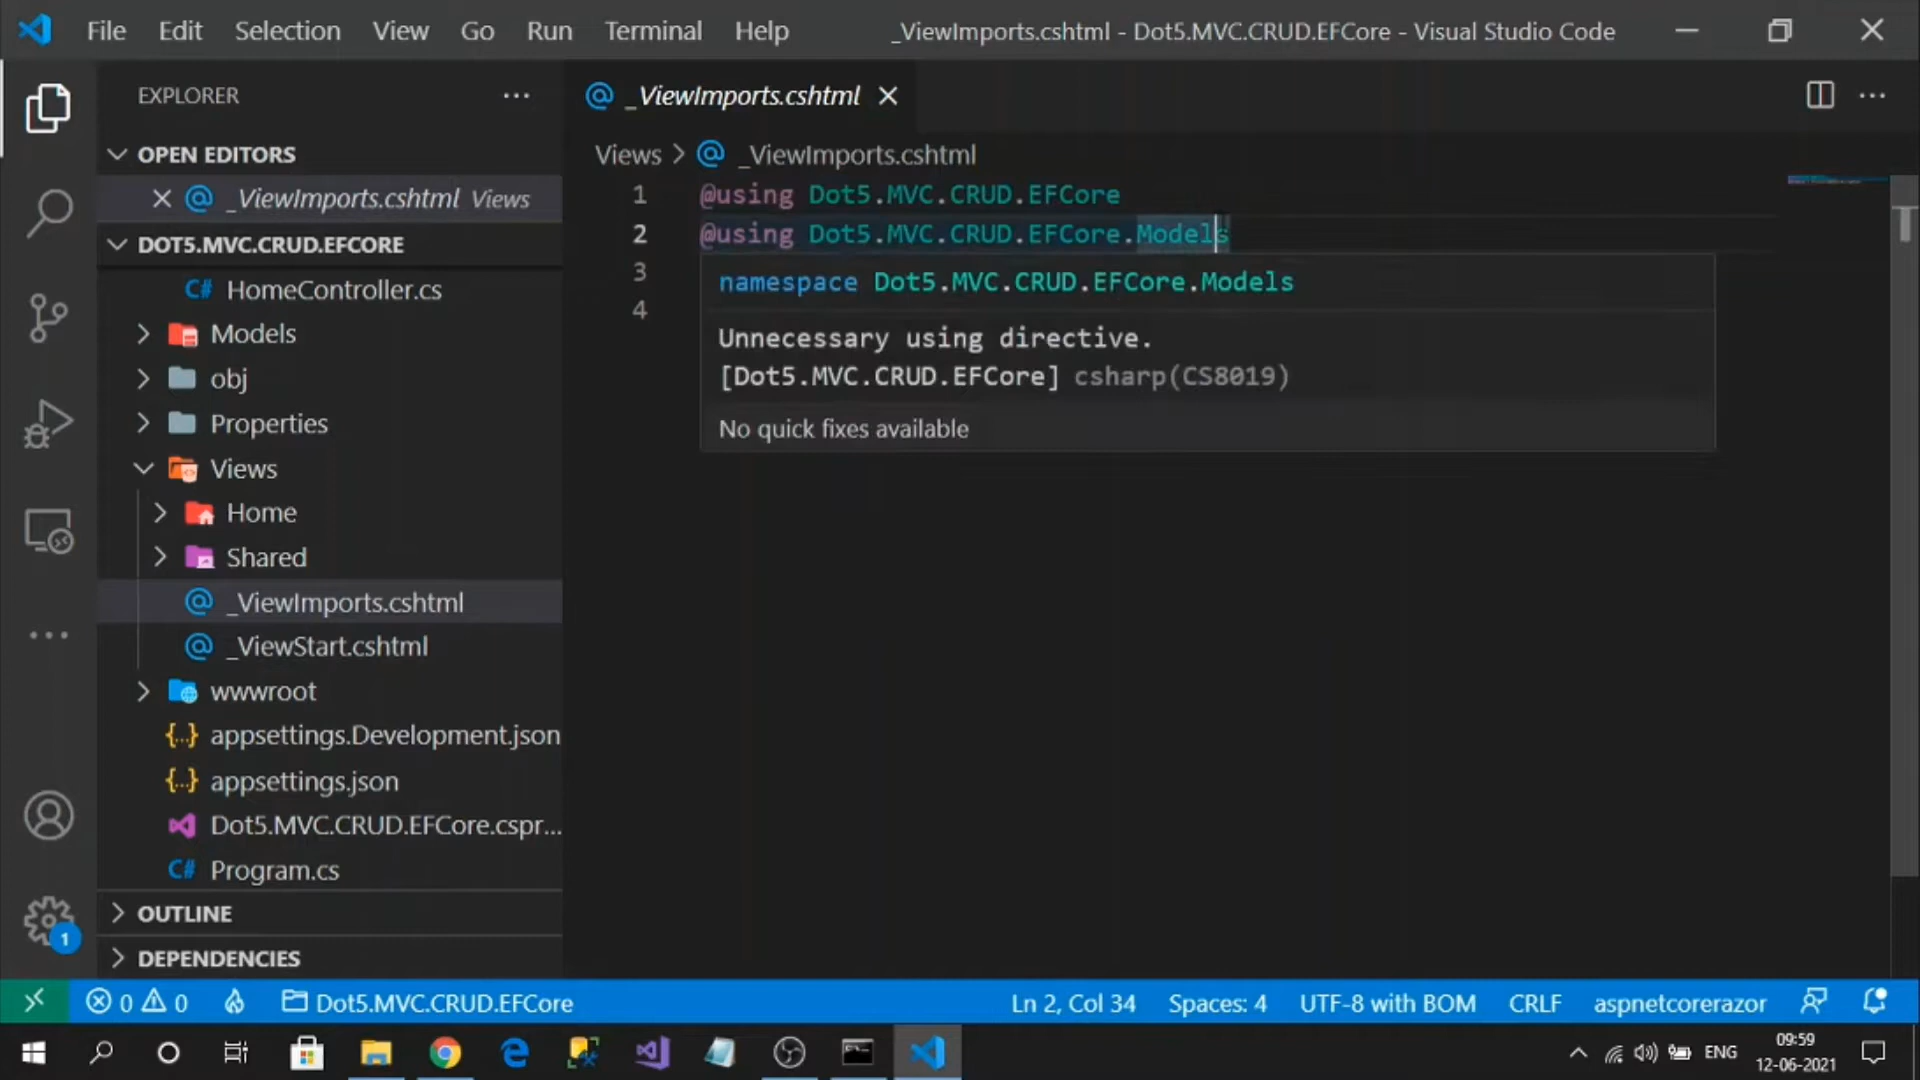 File Edit Selection View Go Run Terminal Help
_ViewImports.cshtml - Dot5.MVC.CRUD.EFCore - Visual Studio Code
EXPLORER
OPEN EDITORS
_ViewImports.cshtml Views
DOT5.MVC.CRUD.EFCORE
C# HomeController.cs
Models
obj
Properties
Views
Home
Shared
@ _ViewImports.cshtml
@ _ViewStart.cshtml
wwwroot
{..} appsettings.Development.json
{..} appsettings.json
Dot5.MVC.CRUD.EFCore.cspr...
C# Program.cs
OUTLINE
DEPENDENCIES
@ _ViewImports.cshtml
Views > @ _ViewImports.cshtml
1 @using Dot5.MVC.CRUD.EFCore
2 @using Dot5.MVC.CRUD.EFCore.Models
3
4
namespace Dot5.MVC.CRUD.EFCore.Models
Unnecessary using directive.
[Dot5.MVC.CRUD.EFCore] csharp(CS8019)
No quick fixes available
1
0 0 Dot5.MVC.CRUD.EFCore Ln 2, Col 34 Spaces: 4 UTF-8 with BOM CRLF aspnetcorerazor
ENG 09:59
12-06-2021